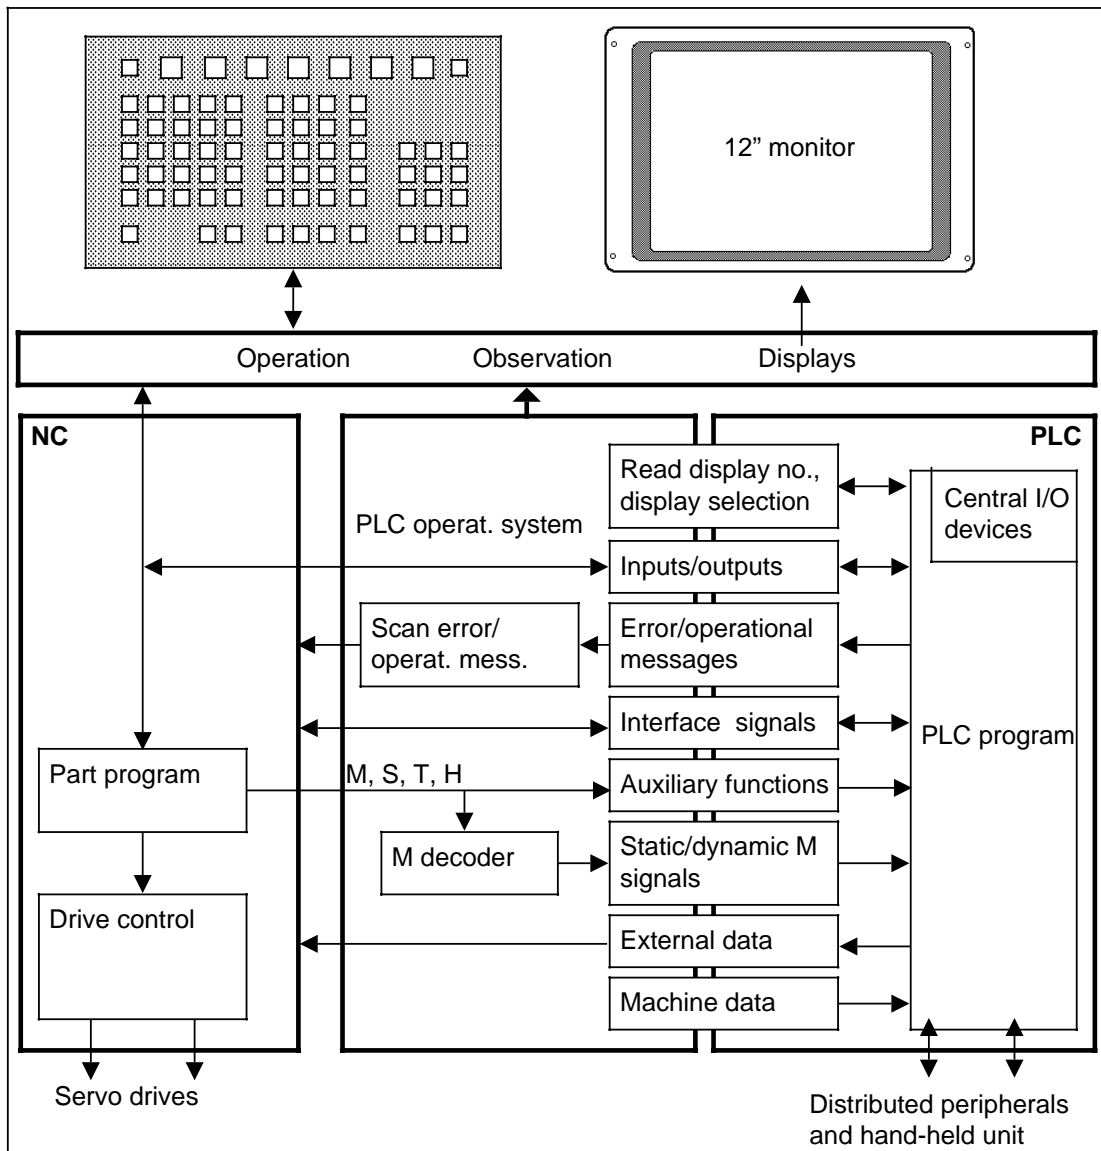 12” monitor
Operation
Observation
Displays
NC
PLC
Read display no.,
display selection
Central I/O
devices
PLC operat. system
Inputs/outputs
Scan error/
operat. mess.
Error/operational
messages
Interface signals
PLC program
Part program
M, S, T, H
Auxiliary functions
M decoder
Static/dynamic M
signals
Drive control
External data
Machine data
Servo drives
Distributed peripherals
and hand-held unit